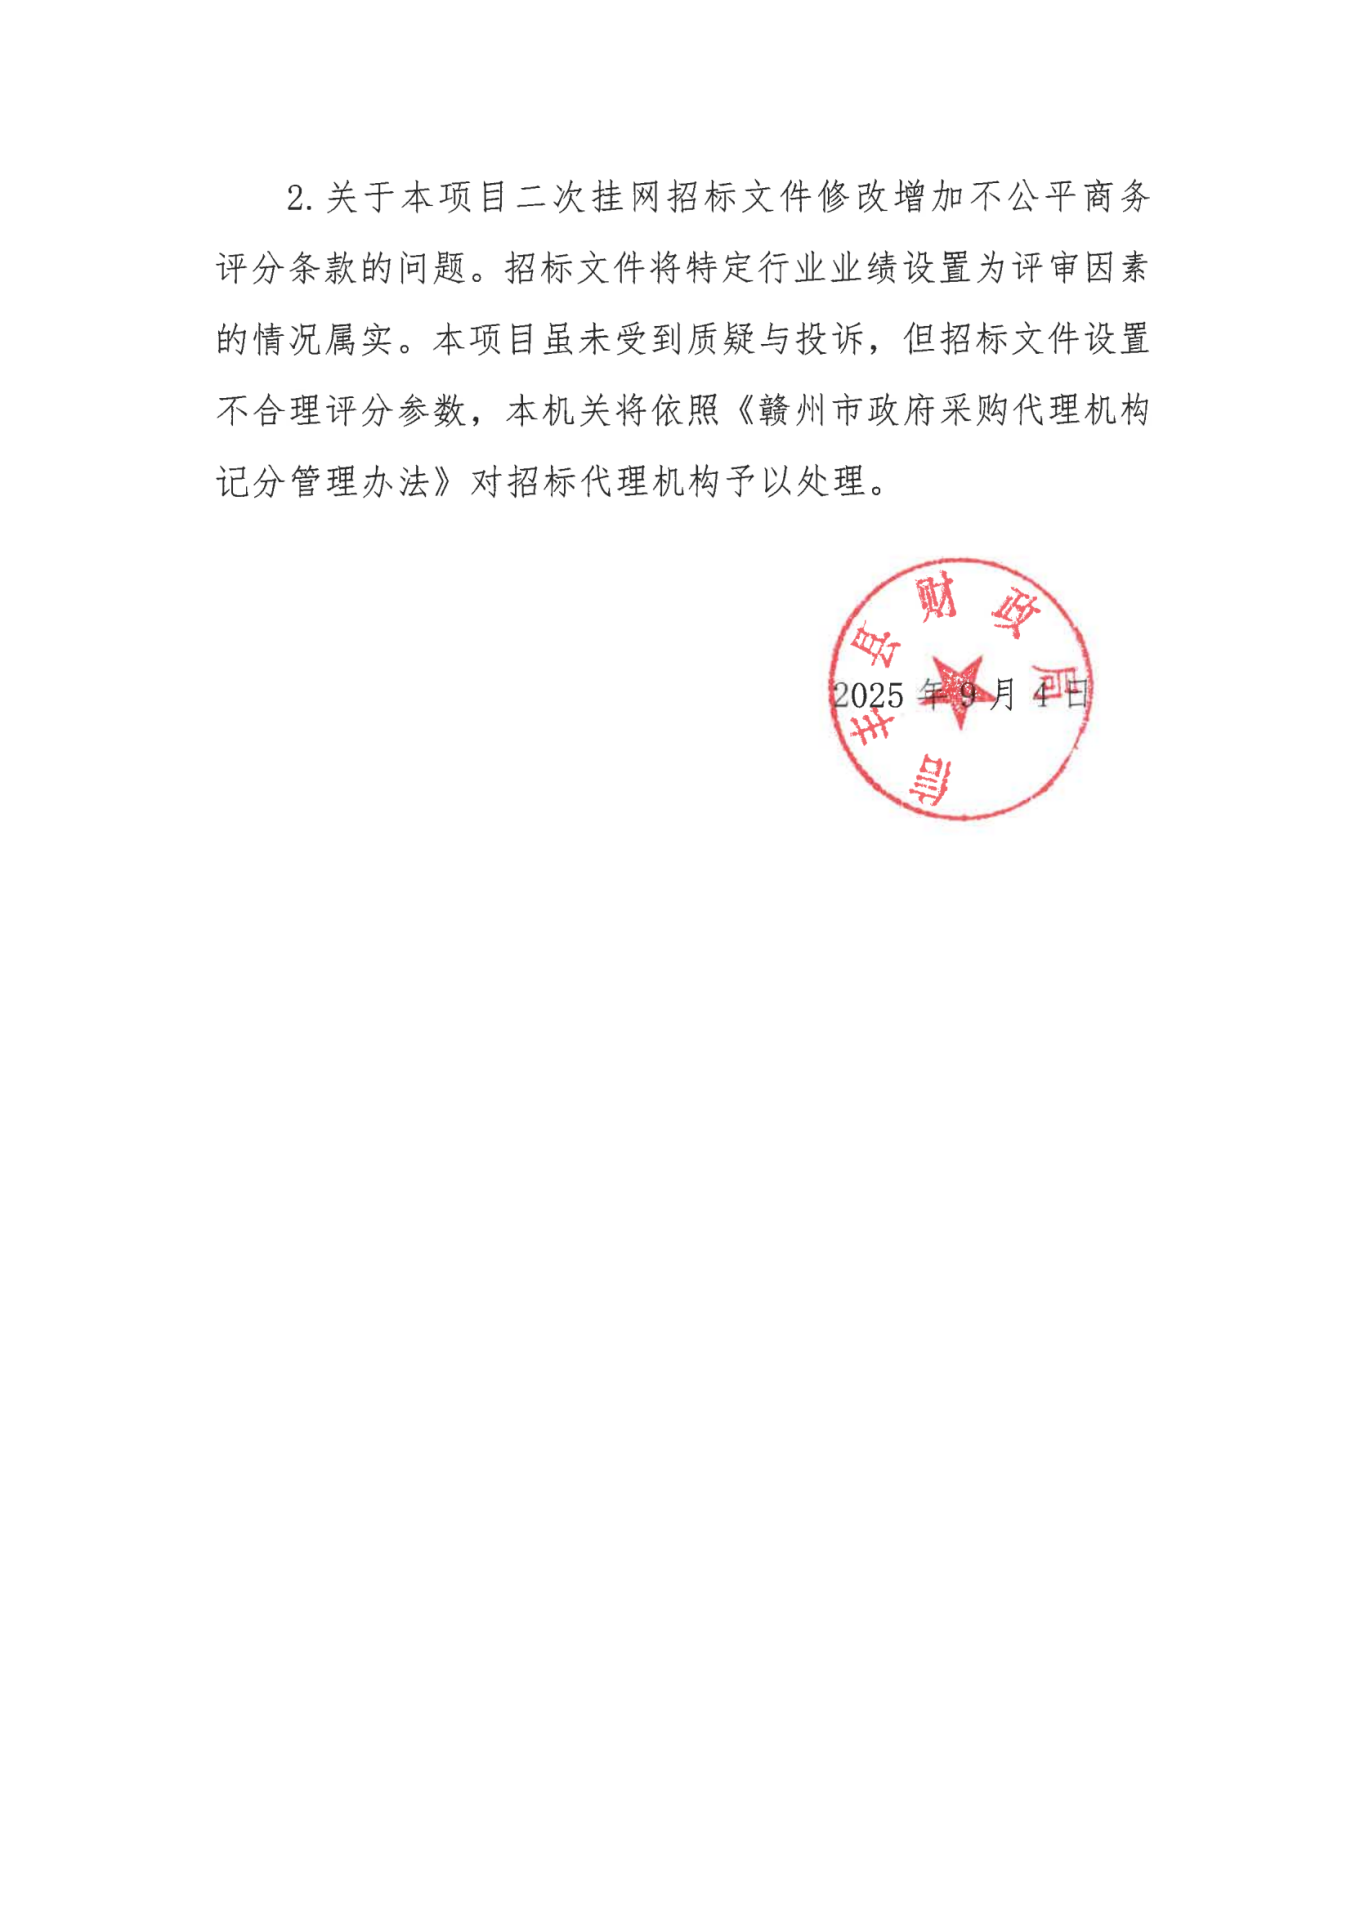 2.关于本项目二次挂网招标文件修改增加不公平商务
评分条款的问题。招标文件将特定行业业绩设置为评审因素
的情况属实。本项目虽未受到质疑与投诉，但招标文件设置
不合理评分参数，本机关将依照《赣州市政府采购代理机构
记分管理办法》对招标代理机构予以处理。
信丰县财政局
2025年9月4日